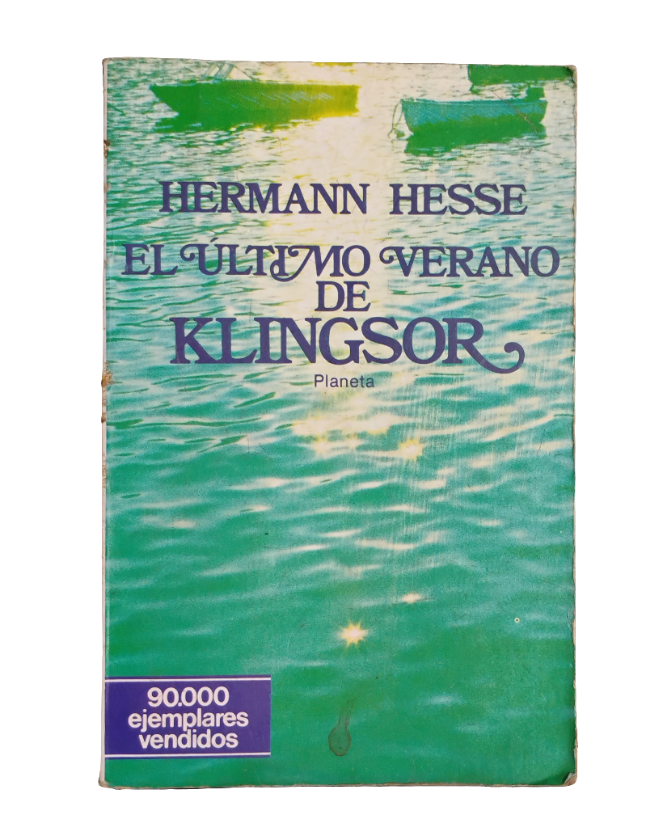 HERMANN HESSE
EL ÚLTIMO VERANO
DE
KLINGSOR
Planeta
90.000
ejemplares
vendidos